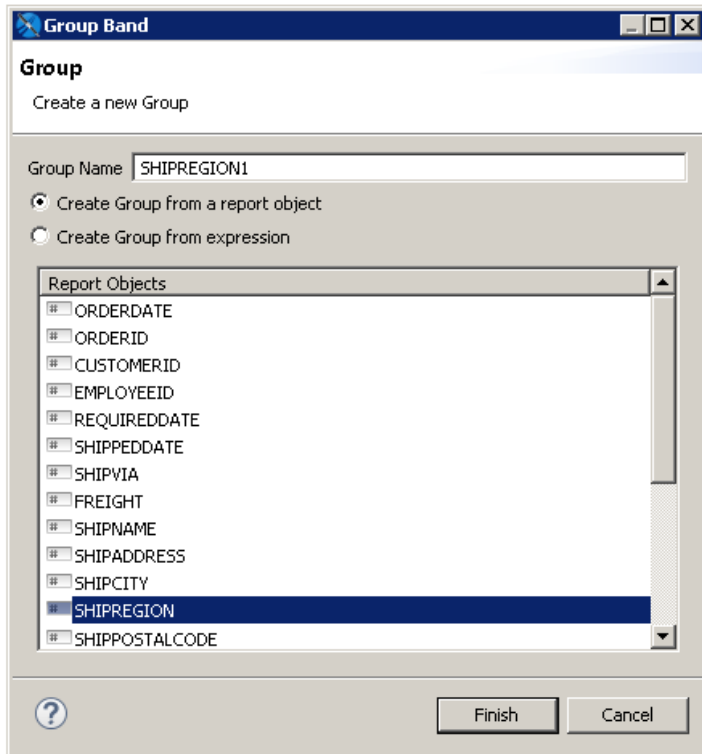 Group Band
Group
Create a new Group
Group Name SHIPREGION1
Create Group from a report object
Create Group from expression
Report Objects
ORDERDATE
ORDERID
CUSTOMERID
EMPLOYEEID
REQUIREDDATE
SHIPPEDDATE
SHIPVIA
FREIGHT
SHIPNAME
SHIPADDRESS
SHIPCITY
SHIPREGION
SHIPPOSTALCODE
Finish Cancel